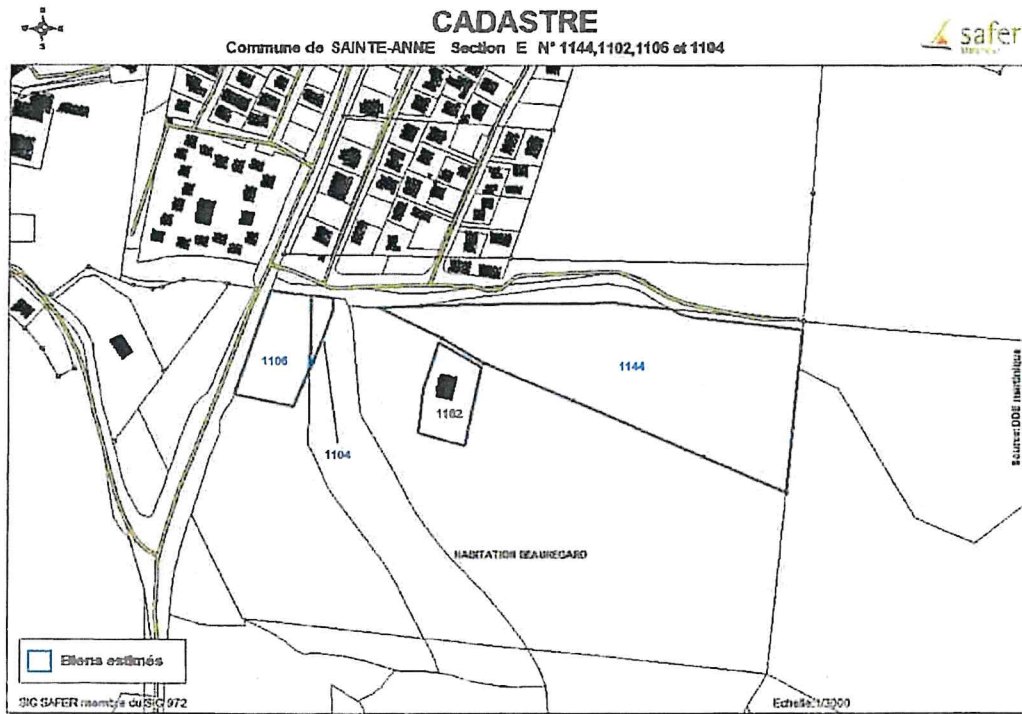 CADASTRE
Commune de SAINTE-ANNE Section E N° 1144,1102,1106 et 1104
safer
1106
1144
1102
1104
HABITATION BEAUREGARD
Source:DDE martinique
Biens estimés
SIG SAFER membre du SIG 972
Echelle:1/3000